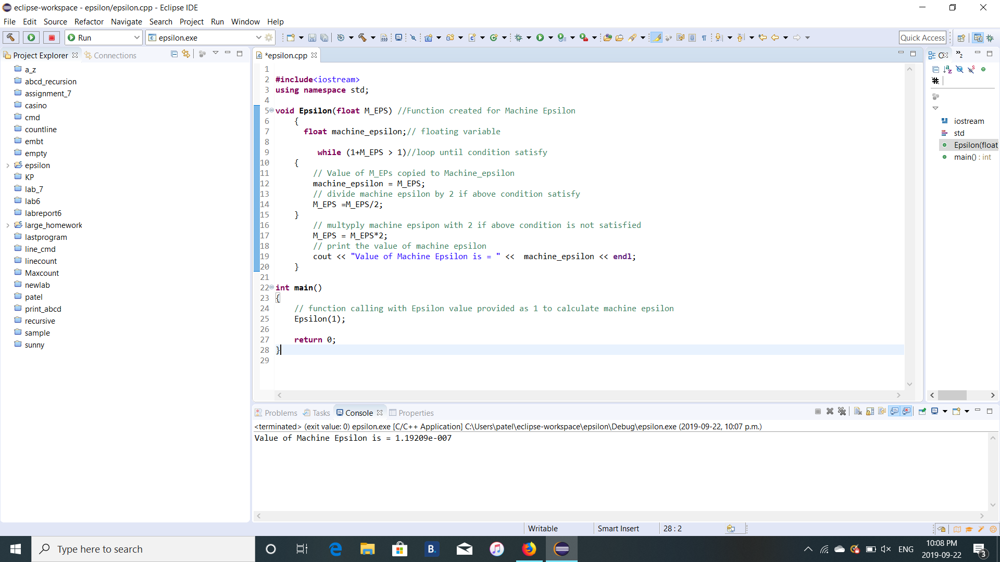 eclipse-workspace - epsilon/epsilon.cpp - Eclipse IDE
File Edit Source Refactor Navigate Search Project Run Window Help
Run epsilon.exe Quick Access
Project Explorer Connections
a_z
abcd_recursion
assignment_7
casino
cmd
countline
embt
empty
epsilon
KP
lab_7
lab6
labreport6
large_homework
lastprogram
line_cmd
linecount
Maxcount
newlab
patel
print_abcd
recursive
sample
sunny
*epsilon.cpp
1
2 #include<iostream>
3 using namespace std;
4
5 void Epsilon(float M_EPS) //Function created for Machine Epsilon
6 {
7 float machine_epsilon;// floating variable
8
9 while (1+M_EPS > 1)//loop until condition satisfy
10 {
11 // Value of M_EPs copied to Machine_epsilon
12 machine_epsilon = M_EPS;
13 // divide machine epsilon by 2 if above condition satisfy
14 M_EPS =M_EPS/2;
15 }
16 // multyply machine epsipon with 2 if above condition is not satisfied
17 M_EPS = M_EPS*2;
18 // print the value of machine epsilon
19 cout << "Value of Machine Epsilon is = " << machine_epsilon << endl;
20 }
21
22 int main()
23 {
24 // function calling with Epsilon value provided as 1 to calculate machine epsilon
25 Epsilon(1);
26
27 return 0;
28 }
29
iostream
std
Epsilon(float
main() : int
Problems Tasks Console Properties
<terminated> (exit value: 0) epsilon.exe [C/C++ Application] C:\Users\patel\eclipse-workspace\epsilon\Debug\epsilon.exe (2019-09-22, 10:07 p.m.)
Value of Machine Epsilon is = 1.19209e-007
Writable Smart Insert 28 : 2
Type here to search
B.
ENG
10:08 PM
2019-09-22
3